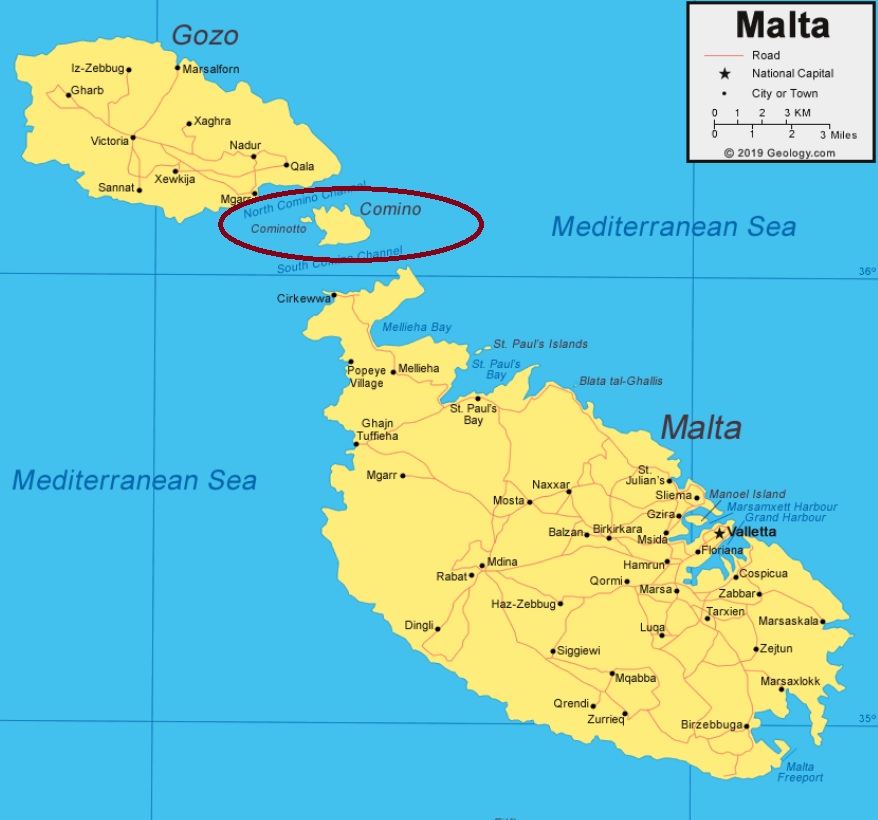 Malta
Road
National Capital
City or Town
0 1 2 3 KM
0 1 2 3 Miles
© 2019 Geology.com
Gozo
Iz-Zebbug
Marsalforn
Gharb
Xaghra
Victoria
Nadur
Qala
Xewkija
Sannat
Mgarr
North Comino Channel
Comino
Cominotto
South Comino Channel
Mediterranean Sea
36º
Cirkewwa
Mellieha Bay
St. Paul's Islands
St. Paul's
Bay
Popeye
Village
Mellieha
Blata tal-Ghallis
St. Paul's
Bay
Ghajn
Tuffieha
Malta
Mediterranean Sea
Mgarr
St.
Julian's
Naxxar
Sliema
Manoel Island
Mosta
Marsamxett Harbour
Gzira
Grand Harbour
Balzan
Birkirkara
Msida
Valletta
Floriana
Mdina
Hamrun
Rabat
Qormi
Cospicua
Marsa
Zabbar
Haz-Zebbug
Tarxien
Dingli
Luqa
Marsaskala
Siggiewi
Zejtun
Mqabba
Marsaxlokk
Qrendi
Zurrieq
Birzebbuga
35º
Malta
Freeport